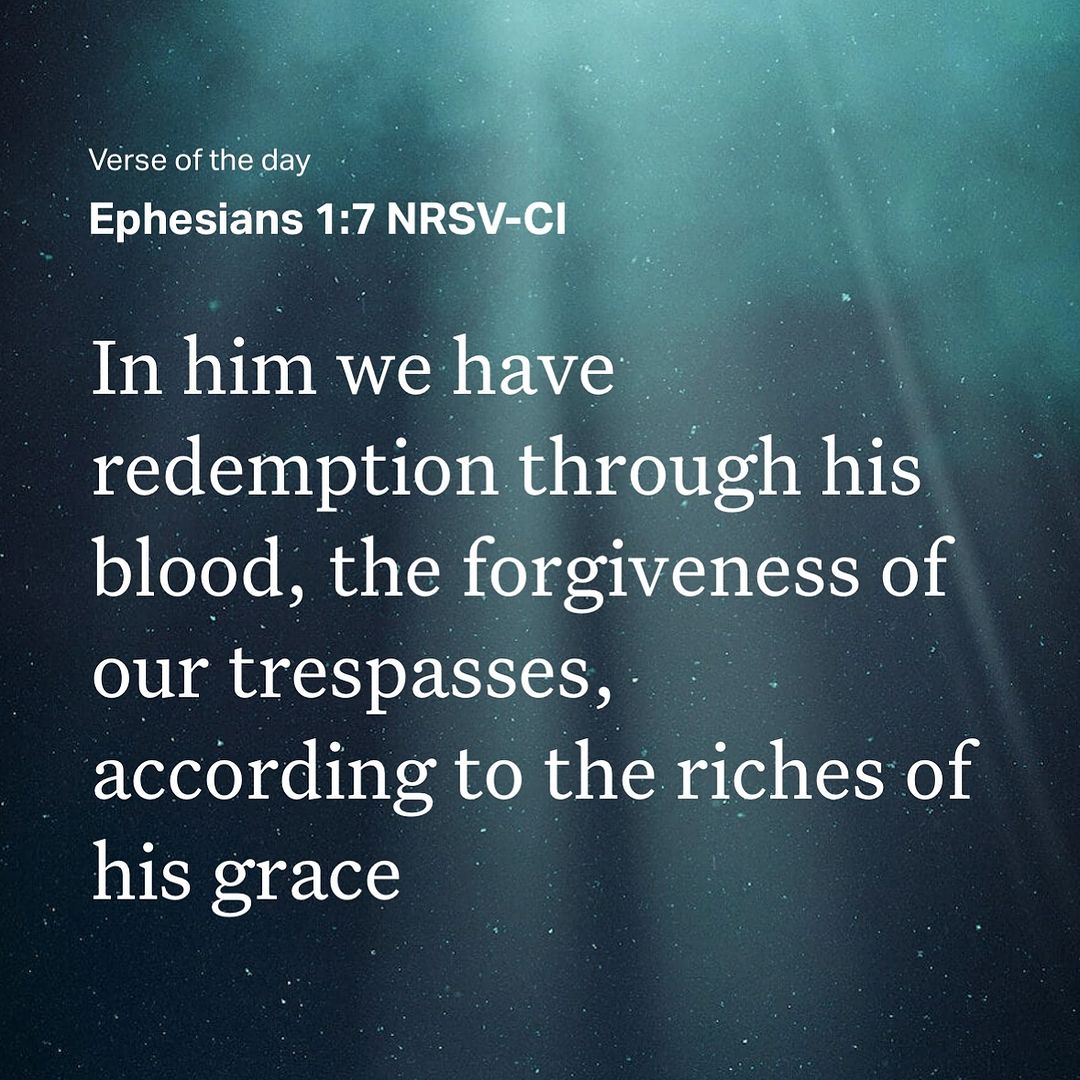 Verse of the day
Ephesians 1:7 NRSV-CI
In him we have
redemption through his
blood, the forgiveness of
our trespasses,
according to the riches of
his grace